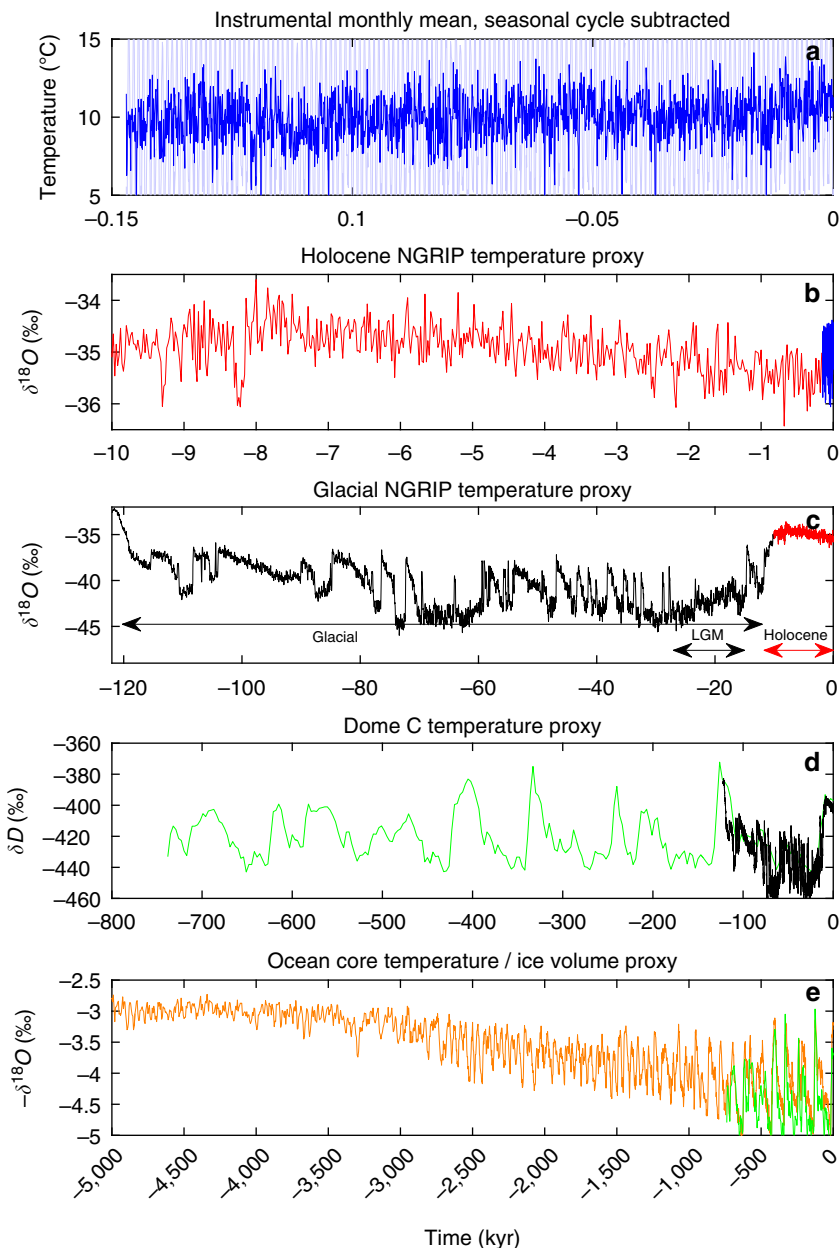 Instrumental monthly mean, seasonal cycle subtracted
a
Temperature (°C)
15
10
5
−0.15 0.1 −0.05 0
Holocene NGRIP temperature proxy
b
δ18O (‰)
−34
−35
−36
−10 −9 −8 −7 −6 −5 −4 −3 −2 −1 0
Glacial NGRIP temperature proxy
c
δ18O (‰)
−35
−40
−45
Glacial
LGM
Holocene
−120 −100 −80 −60 −40 −20 0
Dome C temperature proxy
d
δD (‰)
−360
−380
−400
−420
−440
−460
−800 −700 −600 −500 −400 −300 −200 −100 0
Ocean core temperature / ice volume proxy
e
−δ18O (‰)
−2.5
−3
−3.5
−4
−4.5
−5
−5,000 −4,500 −4,000 −3,500 −3,000 −2,500 −2,000 −1,500 −1,000 −500 0
Time (kyr)